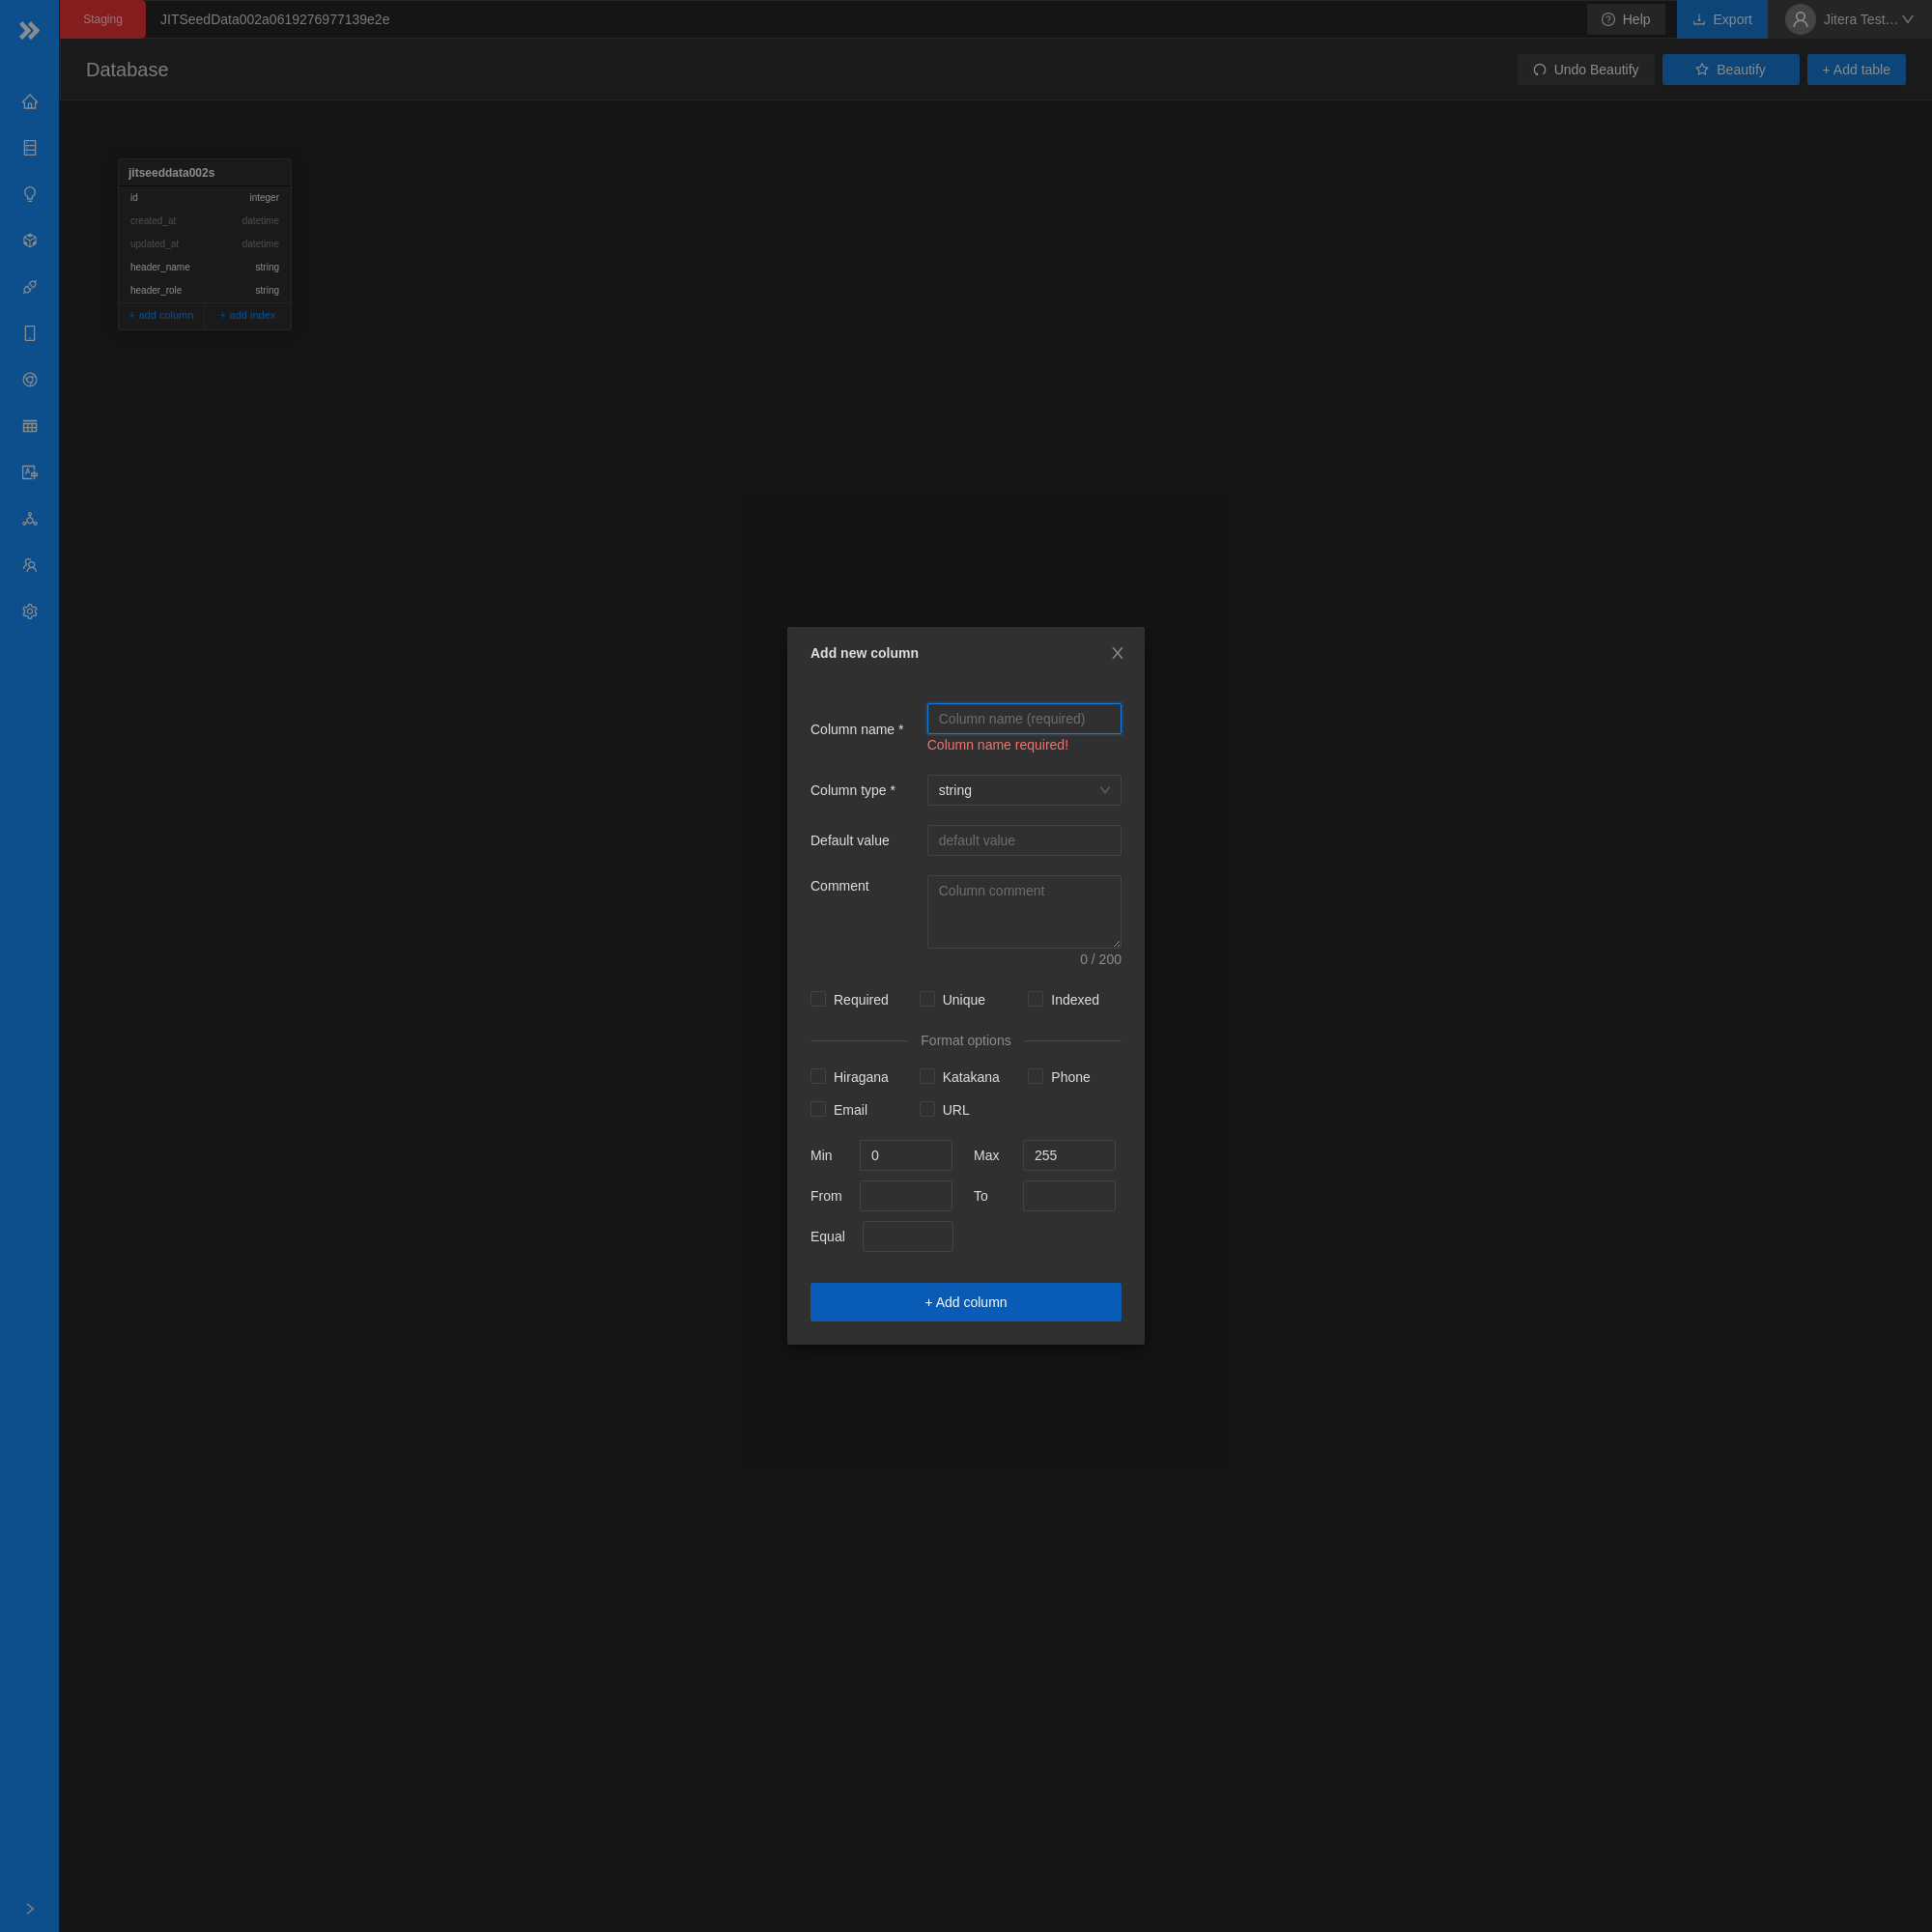 Staging JITSeedData002a0619276977139e2e Help Export Jitera Test…
Database Undo Beautify Beautify + Add table
jitseeddata002s
id integer
created_at datetime
updated_at datetime
header_name string
header_role string
+ add column + add index
Add new column
Column name * Column name (required)
Column name required!
Column type * string
Default value default value
Comment Column comment
0 / 200
Required Unique Indexed
Format options
Hiragana Katakana Phone
Email URL
Min 0 Max 255
From To
Equal
+ Add column